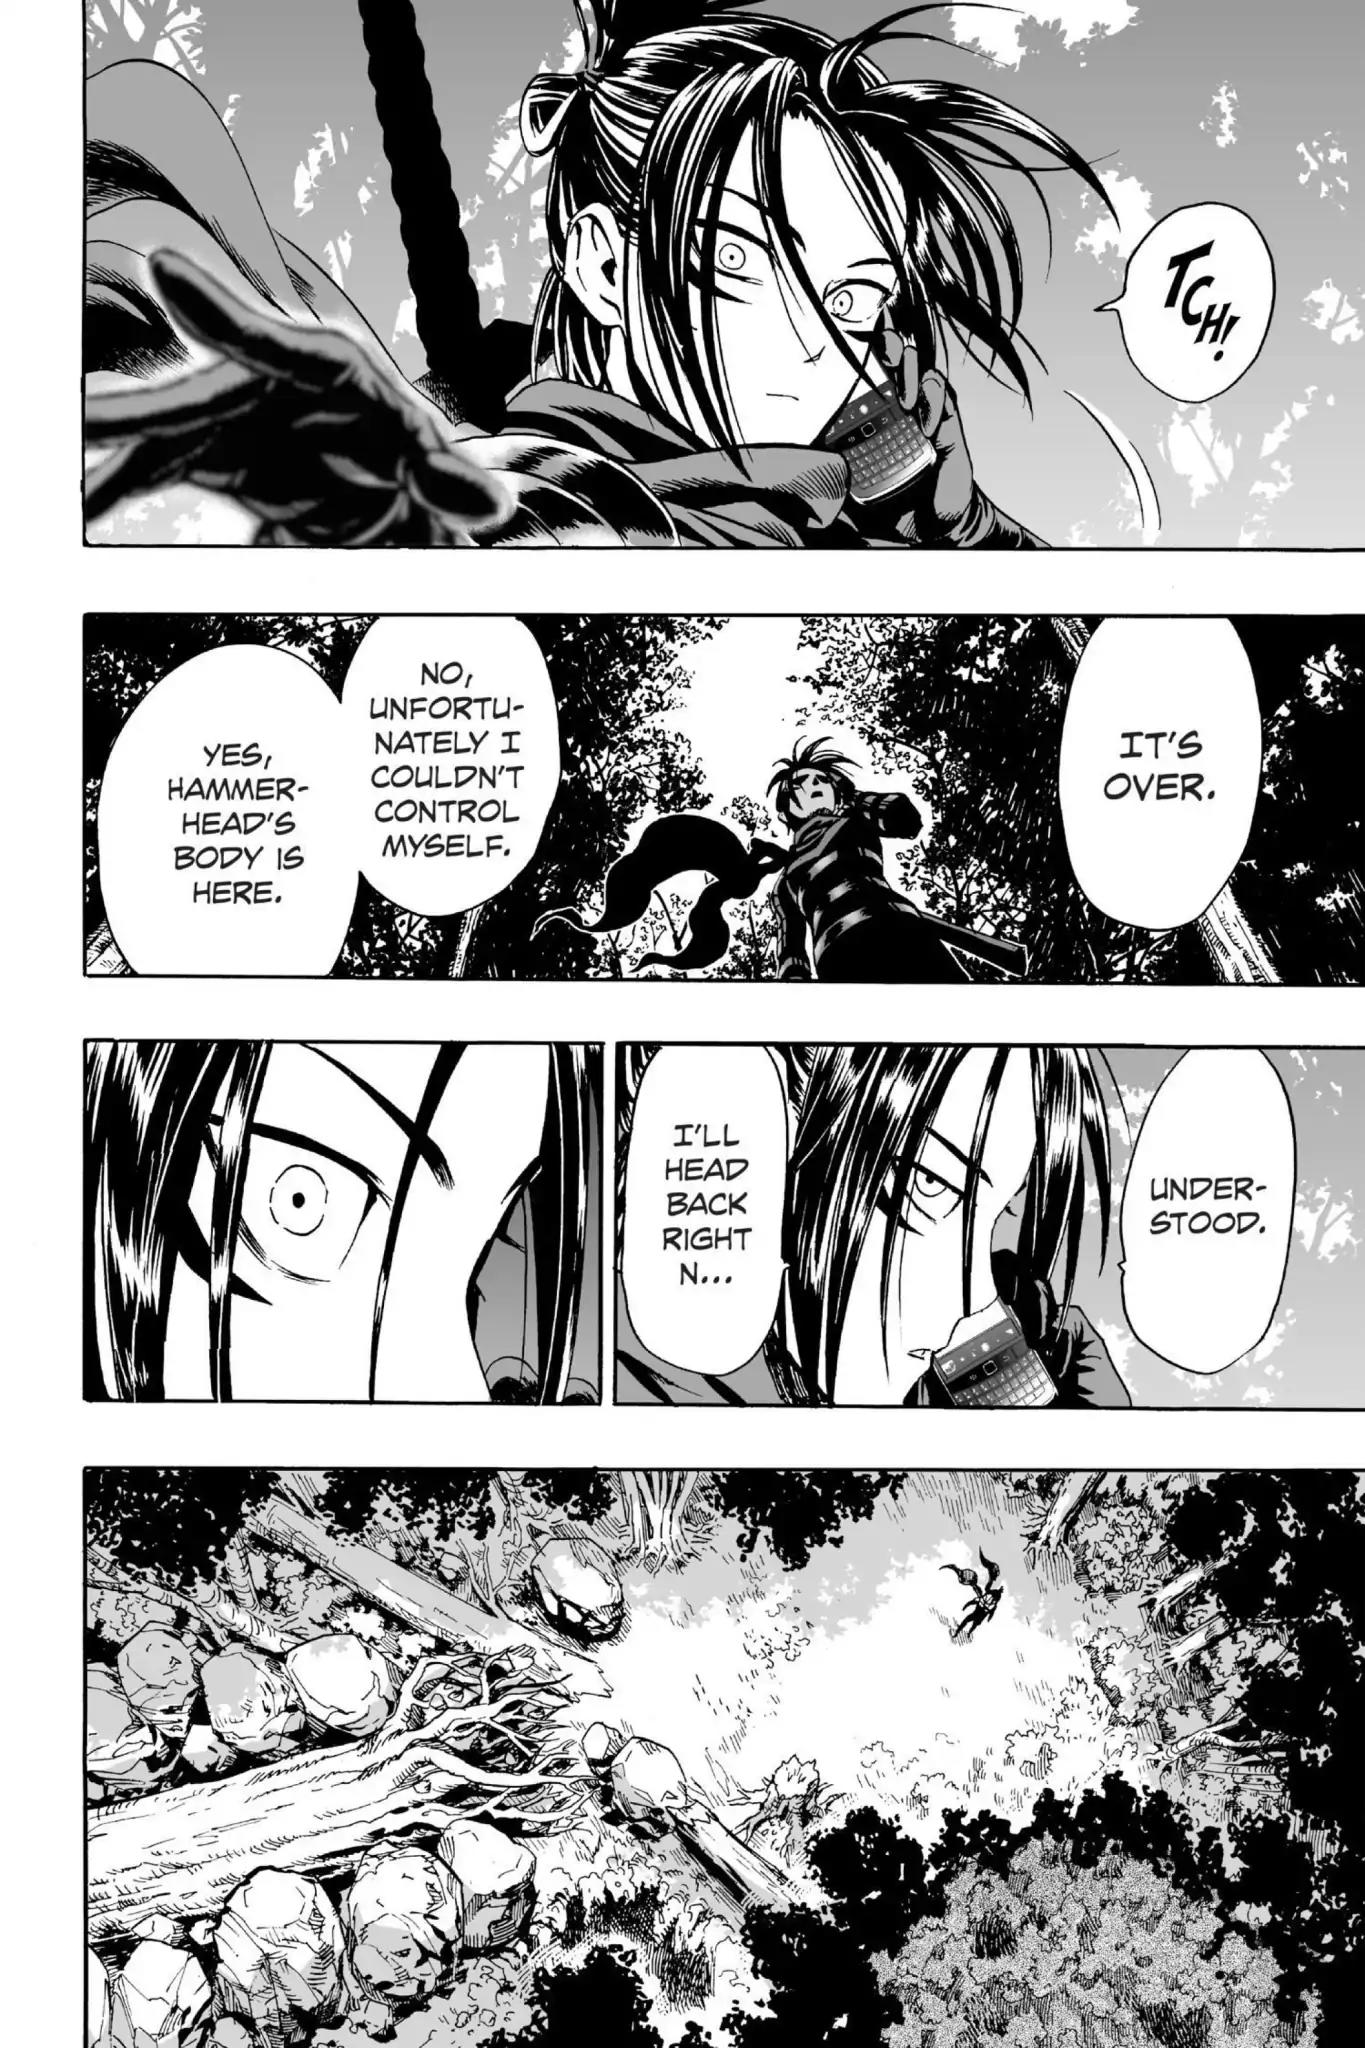 TCH!
IT'S
OVER.
NO,
UNFORTU-
NATELY I
COULDN'T
CONTROL
MYSELF.
YES,
HAMMER-
HEAD'S
BODY IS
HERE.
UNDER-
STOOD.
I'LL
HEAD
BACK
RIGHT
N...